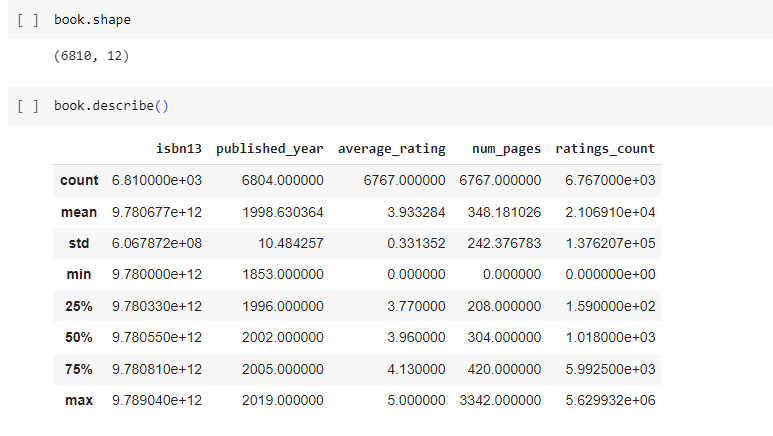 [ ] book.shape
(6810, 12)
[ ] book.describe()
isbn13 published_year average_rating num_pages ratings_count
count 6.810000e+03 6804.000000 6767.000000 6767.000000 6.767000e+03
mean 9.780677e+12 1998.630364 3.933284 348.181026 2.106910e+04
std 6.067872e+08 10.484257 0.331352 242.376783 1.376207e+05
min 9.780000e+12 1853.000000 0.000000 0.000000 0.000000e+00
25% 9.780330e+12 1996.000000 3.770000 208.000000 1.590000e+02
50% 9.780550e+12 2002.000000 3.960000 304.000000 1.018000e+03
75% 9.780810e+12 2005.000000 4.130000 420.000000 5.992500e+03
max 9.789040e+12 2019.000000 5.000000 3342.000000 5.629932e+06